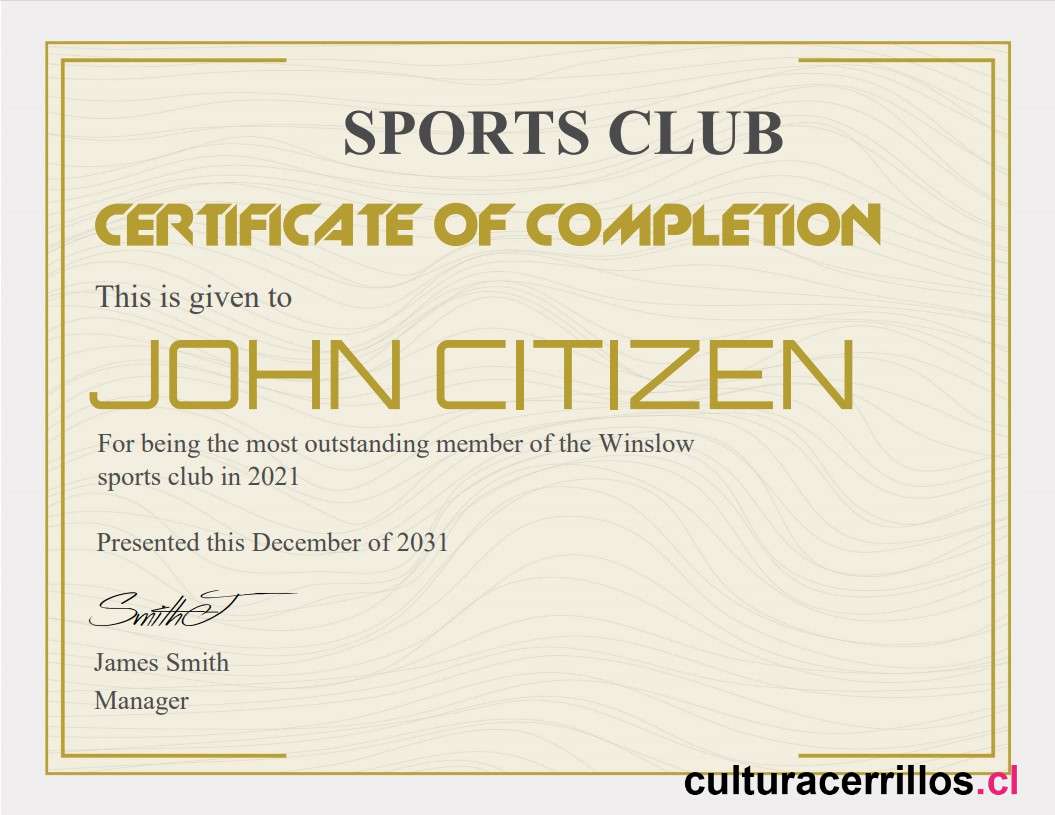 SPORTS CLUB
CERTIFICATE OF COMPLETION
This is given to
JOHN CITIZEN
For being the most outstanding member of the Winslow
sports club in 2021
Presented this December of 2031
Smith J
James Smith
Manager
culturacerrillos.cl